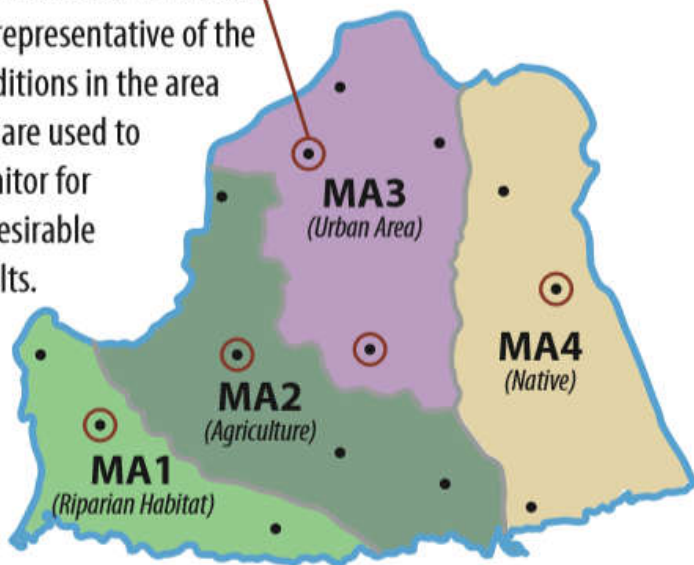 representative of the
ditions in the area
are used to
nitor for
esirable
lts.
MA3
(Urban Area)
MA4
(Native)
MA2
(Agriculture)
MA1
(Riparian Habitat)